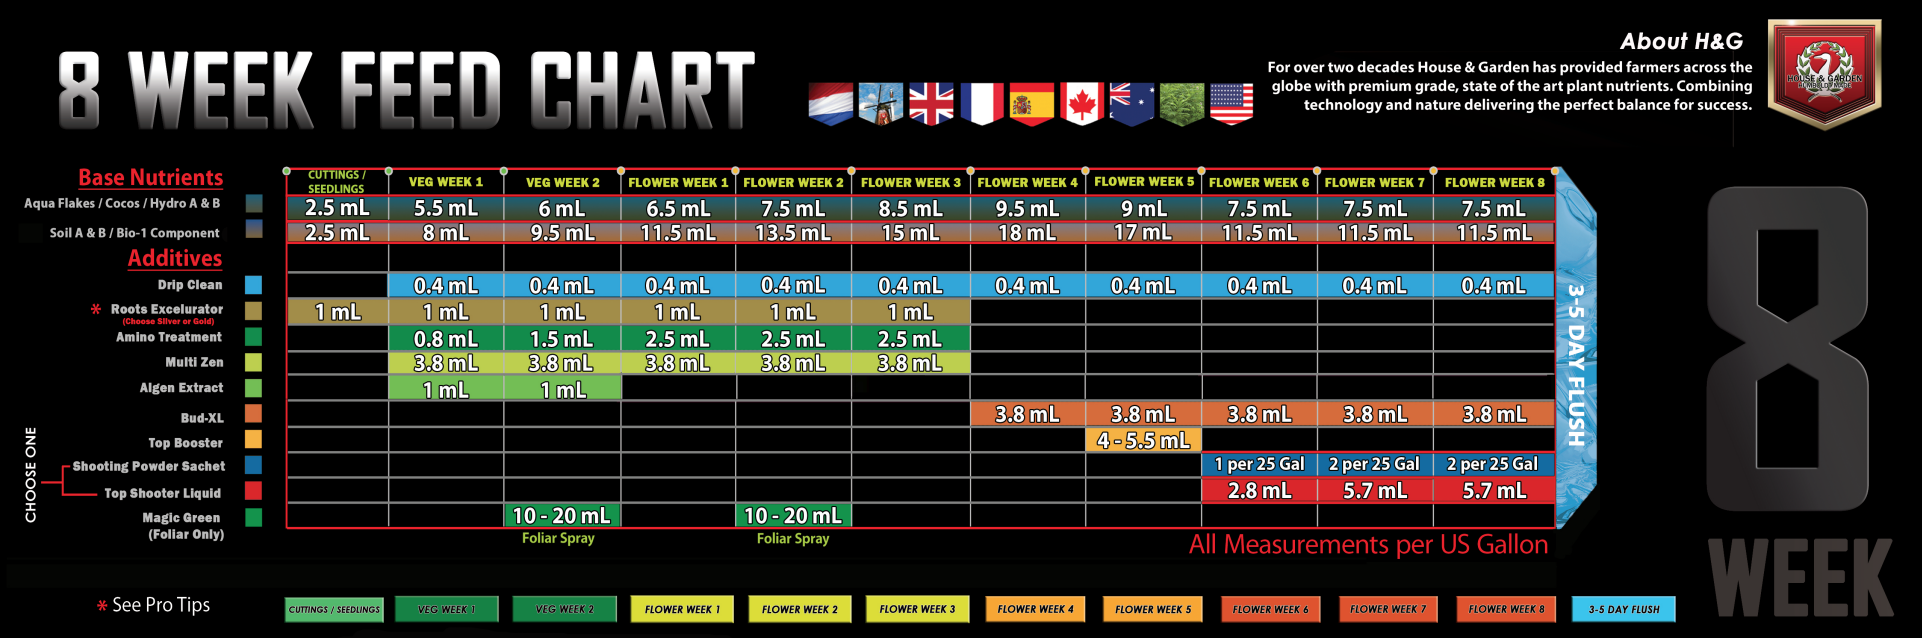 8 WEEK FEED CHART
About H&G
For over two decades House & Garden has provided farmers across the
globe with premium grade, state of the art plant nutrients. Combining
technology and nature delivering the perfect balance for success.
HOUSE & GARDEN
Base Nutrients
CUTTINGS / SEEDLINGS VEG WEEK 1 VEG WEEK 2 FLOWER WEEK 1 FLOWER WEEK 2 FLOWER WEEK 3 FLOWER WEEK 4 FLOWER WEEK 5 FLOWER WEEK 6 FLOWER WEEK 7 FLOWER WEEK 8
Aqua Flakes / Cocos / Hydro A & B 2.5 mL 5.5 mL 6 mL 6.5 mL 7.5 mL 8.5 mL 9.5 mL 9 mL 7.5 mL 7.5 mL 7.5 mL
Soil A & B / Bio-1 Component 2.5 mL 8 mL 9.5 mL 11.5 mL 13.5 mL 15 mL 18 mL 17 mL 11.5 mL 11.5 mL 11.5 mL
Additives
Drip Clean 0.4 mL 0.4 mL 0.4 mL 0.4 mL 0.4 mL 0.4 mL 0.4 mL 0.4 mL 0.4 mL 0.4 mL
* Roots Excelurator 1 mL 1 mL 1 mL 1 mL 1 mL 1 mL
(Choose Silver or Gold)
Amino Treatment 0.8 mL 1.5 mL 2.5 mL 2.5 mL 2.5 mL
Multi Zen 3.8 mL 3.8 mL 3.8 mL 3.8 mL 3.8 mL
Algen Extract 1 mL 1 mL
Bud-XL 3.8 mL 3.8 mL 3.8 mL 3.8 mL 3.8 mL
Top Booster 4 - 5.5 mL
CHOOSE ONE
Shooting Powder Sachet 1 per 25 Gal 2 per 25 Gal 2 per 25 Gal
Top Shooter Liquid 2.8 mL 5.7 mL 5.7 mL
Magic Green 10 - 20 mL 10 - 20 mL
(Foliar Only)
Foliar Spray Foliar Spray
3-5 DAY FLUSH
All Measurements per US Gallon
8
WEEK
* See Pro Tips
CUTTINGS / SEEDLINGS VEG WEEK 1 VEG WEEK 2 FLOWER WEEK 1 FLOWER WEEK 2 FLOWER WEEK 3 FLOWER WEEK 4 FLOWER WEEK 5 FLOWER WEEK 6 FLOWER WEEK 7 FLOWER WEEK 8 3-5 DAY FLUSH